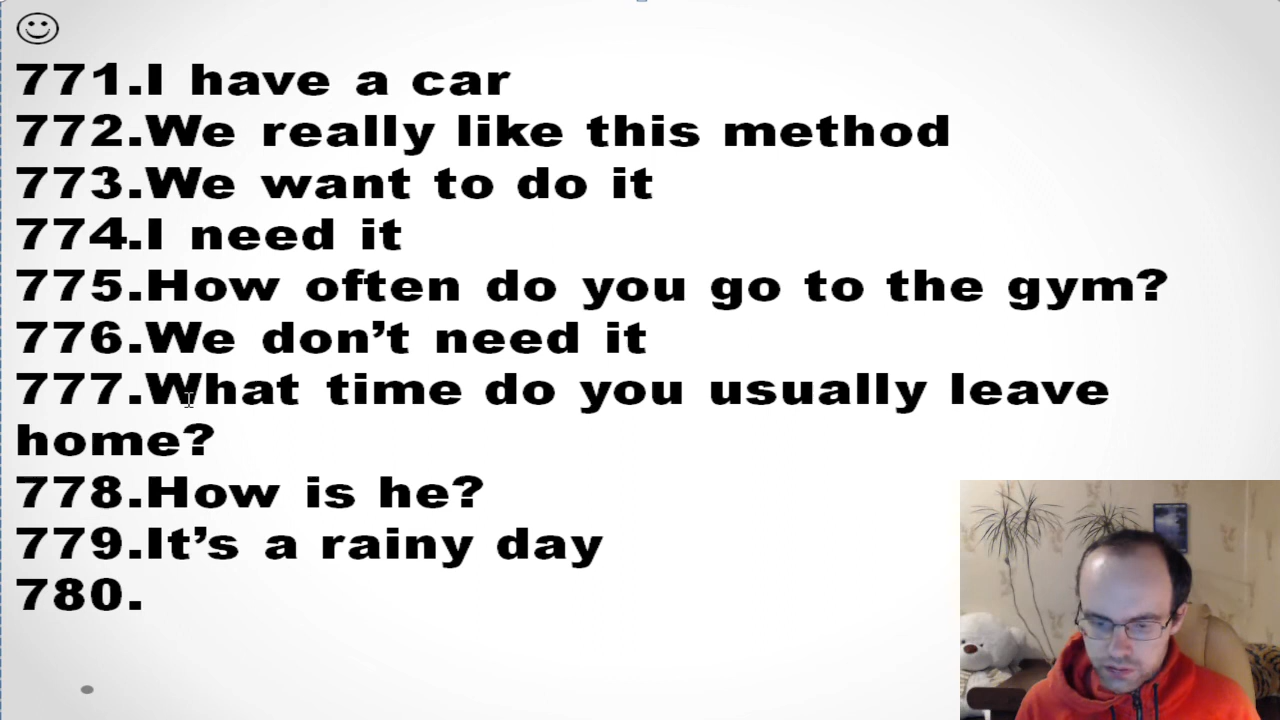 771.I have a car
772.We really like this method
773.We want to do it
774.I need it
775.How often do you go to the gym?
776.We don’t need it
777.What time do you usually leave
home?
778.How is he?
779.It’s a rainy day
780.